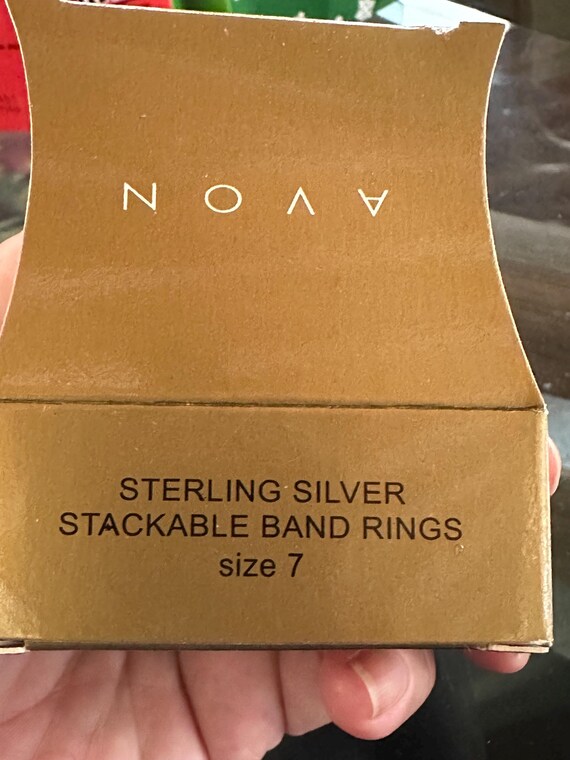 AVON
STERLING SILVER
STACKABLE BAND RINGS
size 7